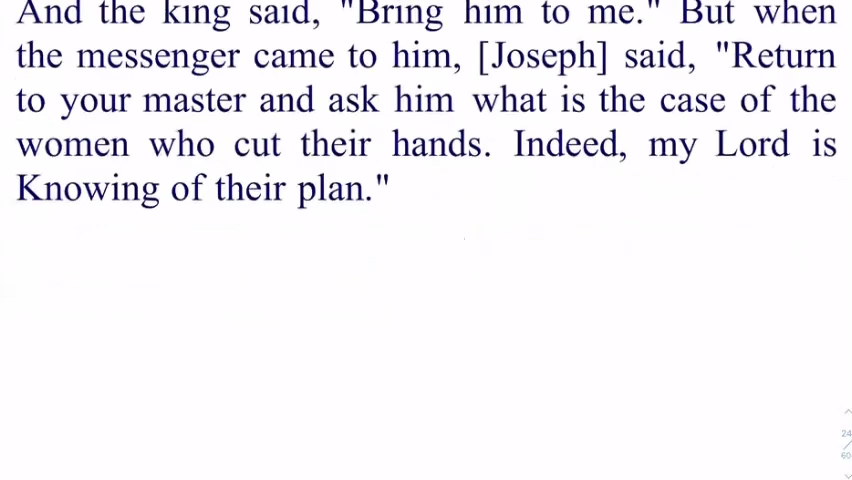 And the king said, "Bring him to me." But when
the messenger came to him, [Joseph] said, "Return
to your master and ask him what is the case of the
women who cut their hands. Indeed, my Lord is
Knowing of their plan."
24
/
60